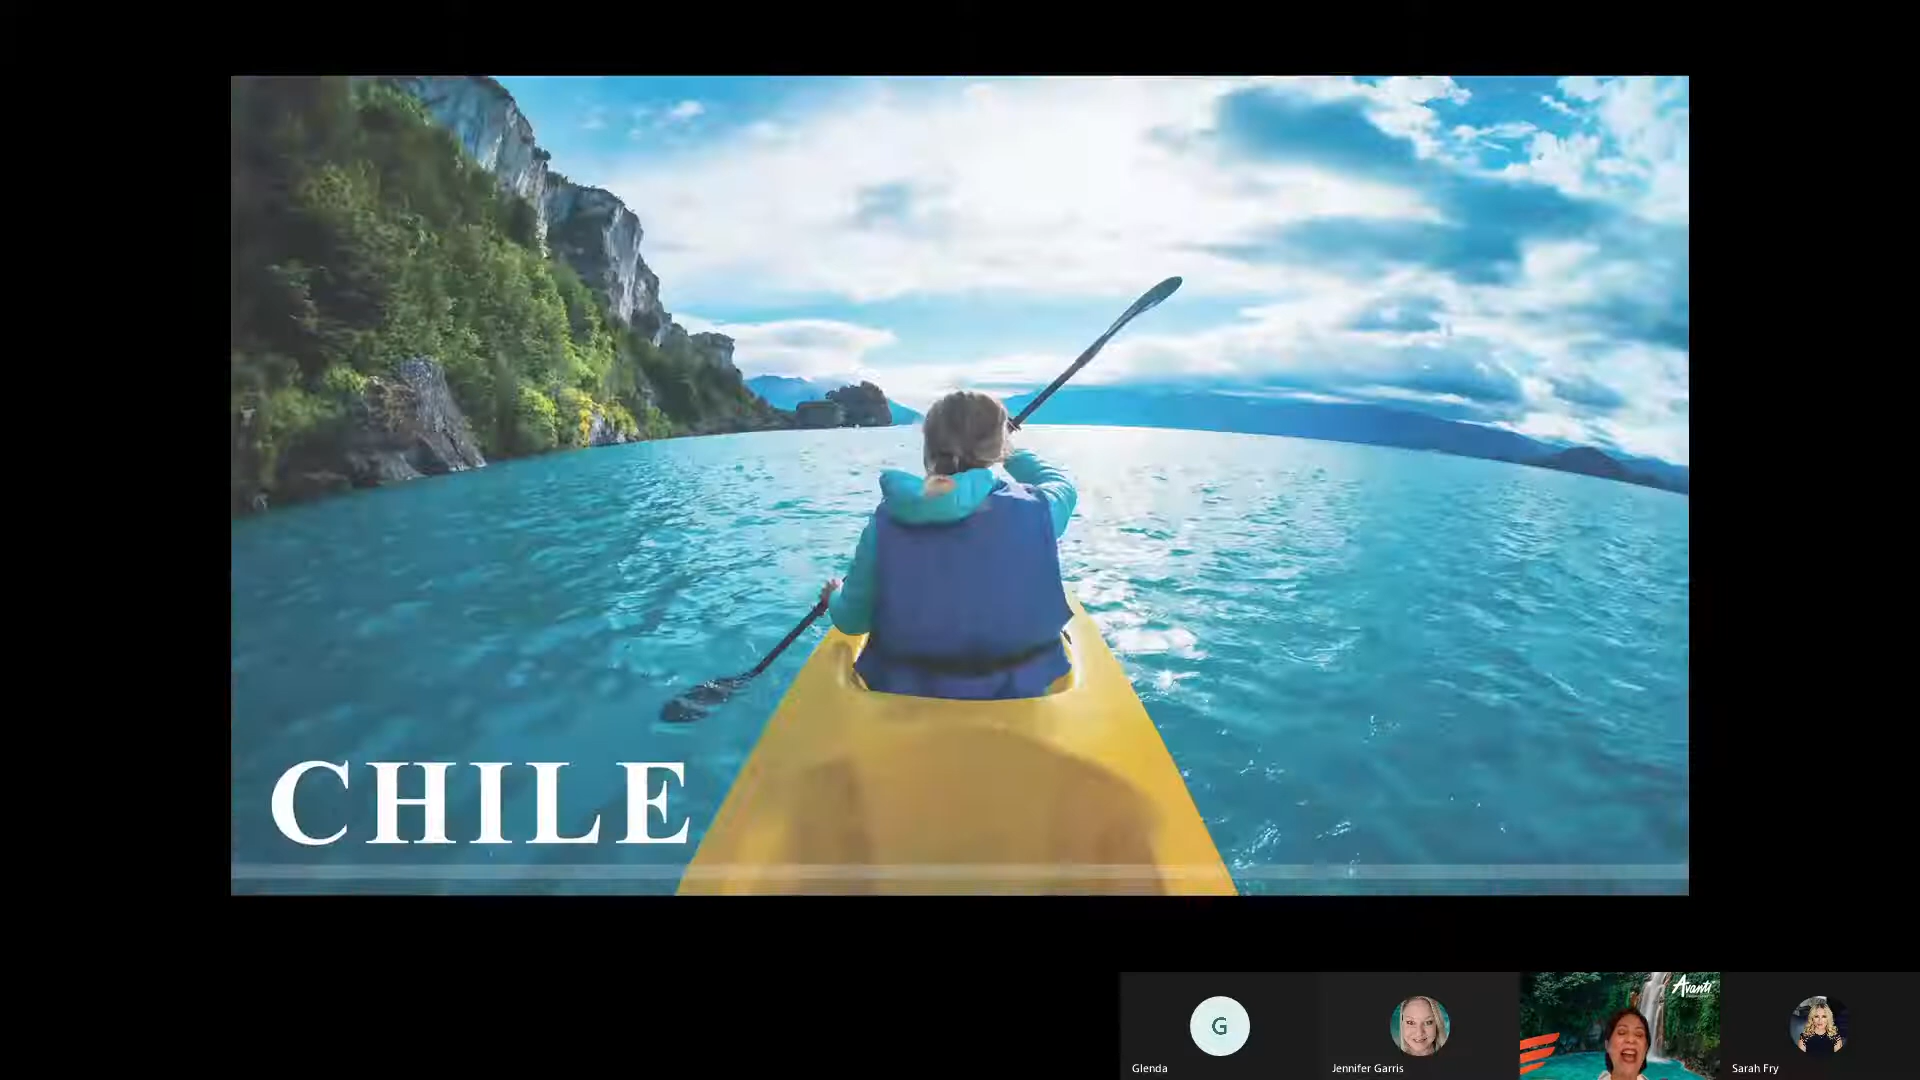 CHILE
Avanti
G
Glenda
Jennifer Garris
Sarah Fry